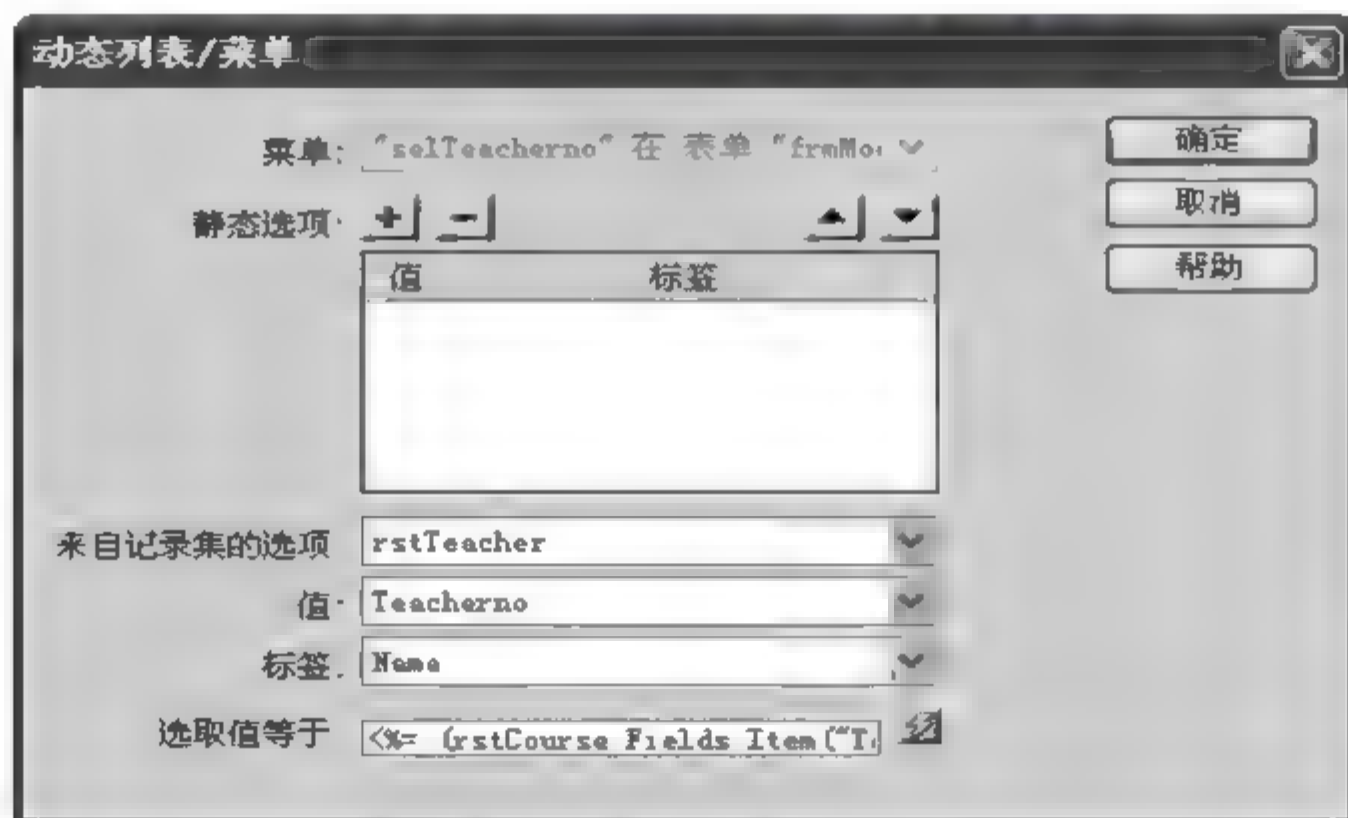 动态列表/菜单
菜单: "selTeacherno" 在 表单 "frmMo
确定
静态选项:
取消
值 标签
帮助
来自记录集的选项 rstTeacher
值: Teacherno
标签: Name
选取值等于 <%= (rstCourse Fields Item("T